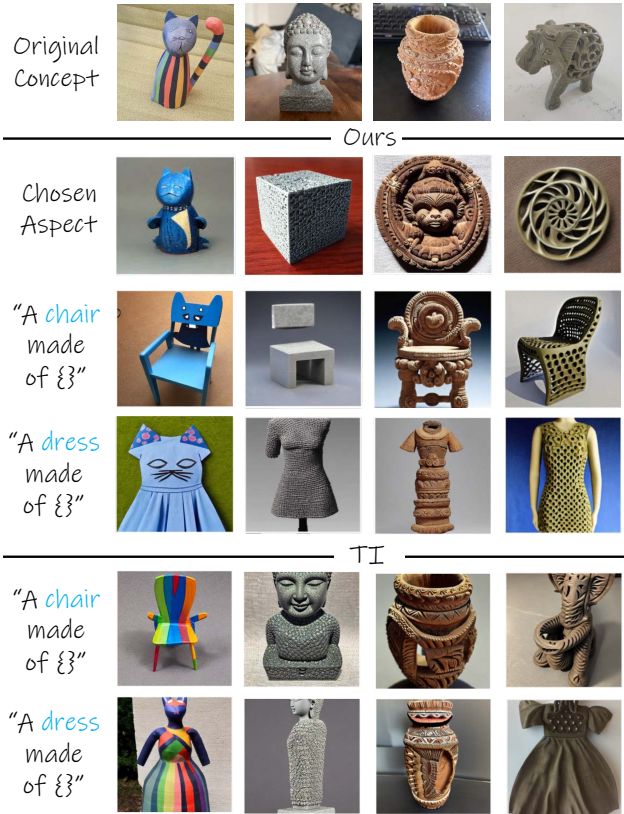 Original
Concept
Ours
Chosen
Aspect
“A chair
made
of {}”
“A dress
made
of {}”
TI
“A chair
made
of {}”
“A dress
made
of {}”